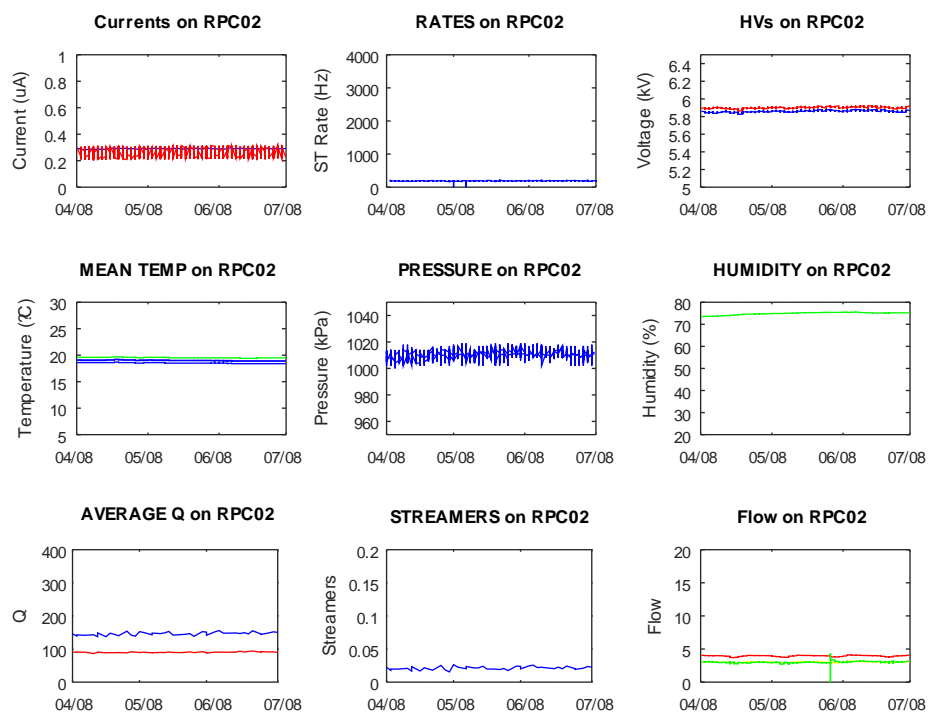 Currents on RPC02
RATES on RPC02
HVs on RPC02
Current (uA)
1
0.8
0.6
0.4
0.2
0
04/08 05/08 06/08 07/08
ST Rate (Hz)
4000
3000
2000
1000
0
04/08 05/08 06/08 07/08
Voltage (kV)
6.4
6.2
6
5.8
5.6
5.4
5.2
5
04/08 05/08 06/08 07/08
MEAN TEMP on RPC02
PRESSURE on RPC02
HUMIDITY on RPC02
Temperature (?C)
30
25
20
15
10
5
04/08 05/08 06/08 07/08
Pressure (kPa)
1040
1020
1000
980
960
04/08 05/08 06/08 07/08
Humidity (%)
80
70
60
50
40
30
20
04/08 05/08 06/08 07/08
AVERAGE Q on RPC02
STREAMERS on RPC02
Flow on RPC02
Q
400
300
200
100
0
04/08 05/08 06/08 07/08
Streamers
0.2
0.15
0.1
0.05
0
04/08 05/08 06/08 07/08
Flow
20
15
10
5
0
04/08 05/08 06/08 07/08